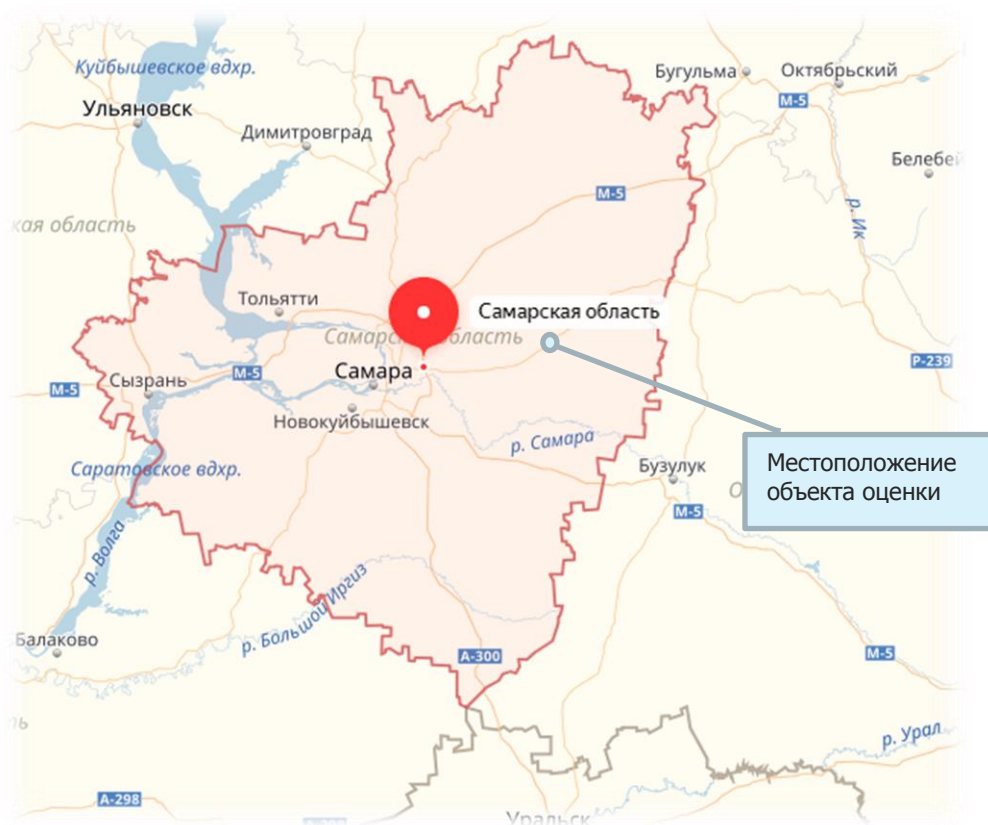 Куйбышевское вдхр.
Бугульма
Октябрьский
Ульяновск
М-5
Димитровград
Белебей
М-5
р. Ик
кая область
Тольятти
Самарская область
Самарская область
Р-239
Сызрань
М-5
Самара
М-5
Новокуйбышевск
р. Самара
Местоположение
объекта оценки
Саратовское вдхр.
Бузулук
М-5
р. Волга
р. Большой Иргиз
Балаково
А-300
М-5
р. Урал
А-298
Уральск